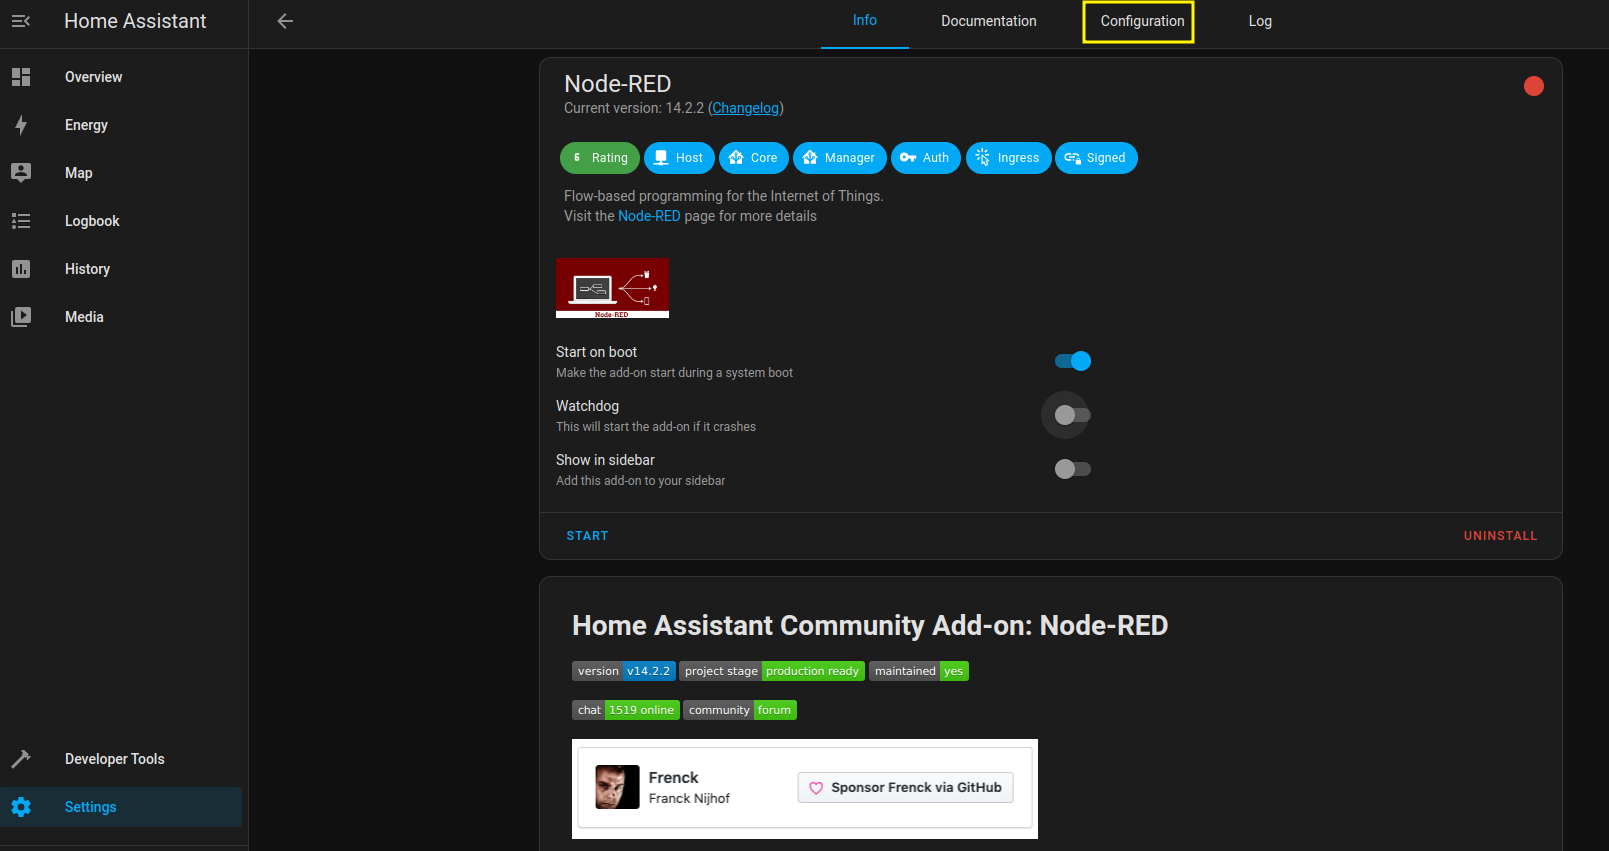 Home Assistant
Info
Documentation
Configuration
Log
Overview
Energy
Map
Logbook
History
Media
Developer Tools
Settings
Node-RED
Current version: 14.2.2 (Changelog)
Rating
Host
Core
Manager
Auth
Ingress
Signed
Flow-based programming for the Internet of Things.
Visit the Node-RED page for more details
Node-RED
Start on boot
Make the add-on start during a system boot
Watchdog
This will start the add-on if it crashes
Show in sidebar
Add this add-on to your sidebar
START
UNINSTALL
Home Assistant Community Add-on: Node-RED
version v14.2.2 project stage production ready maintained yes
chat 1519 online community forum
Frenck
Franck Nijhof
Sponsor Frenck via GitHub